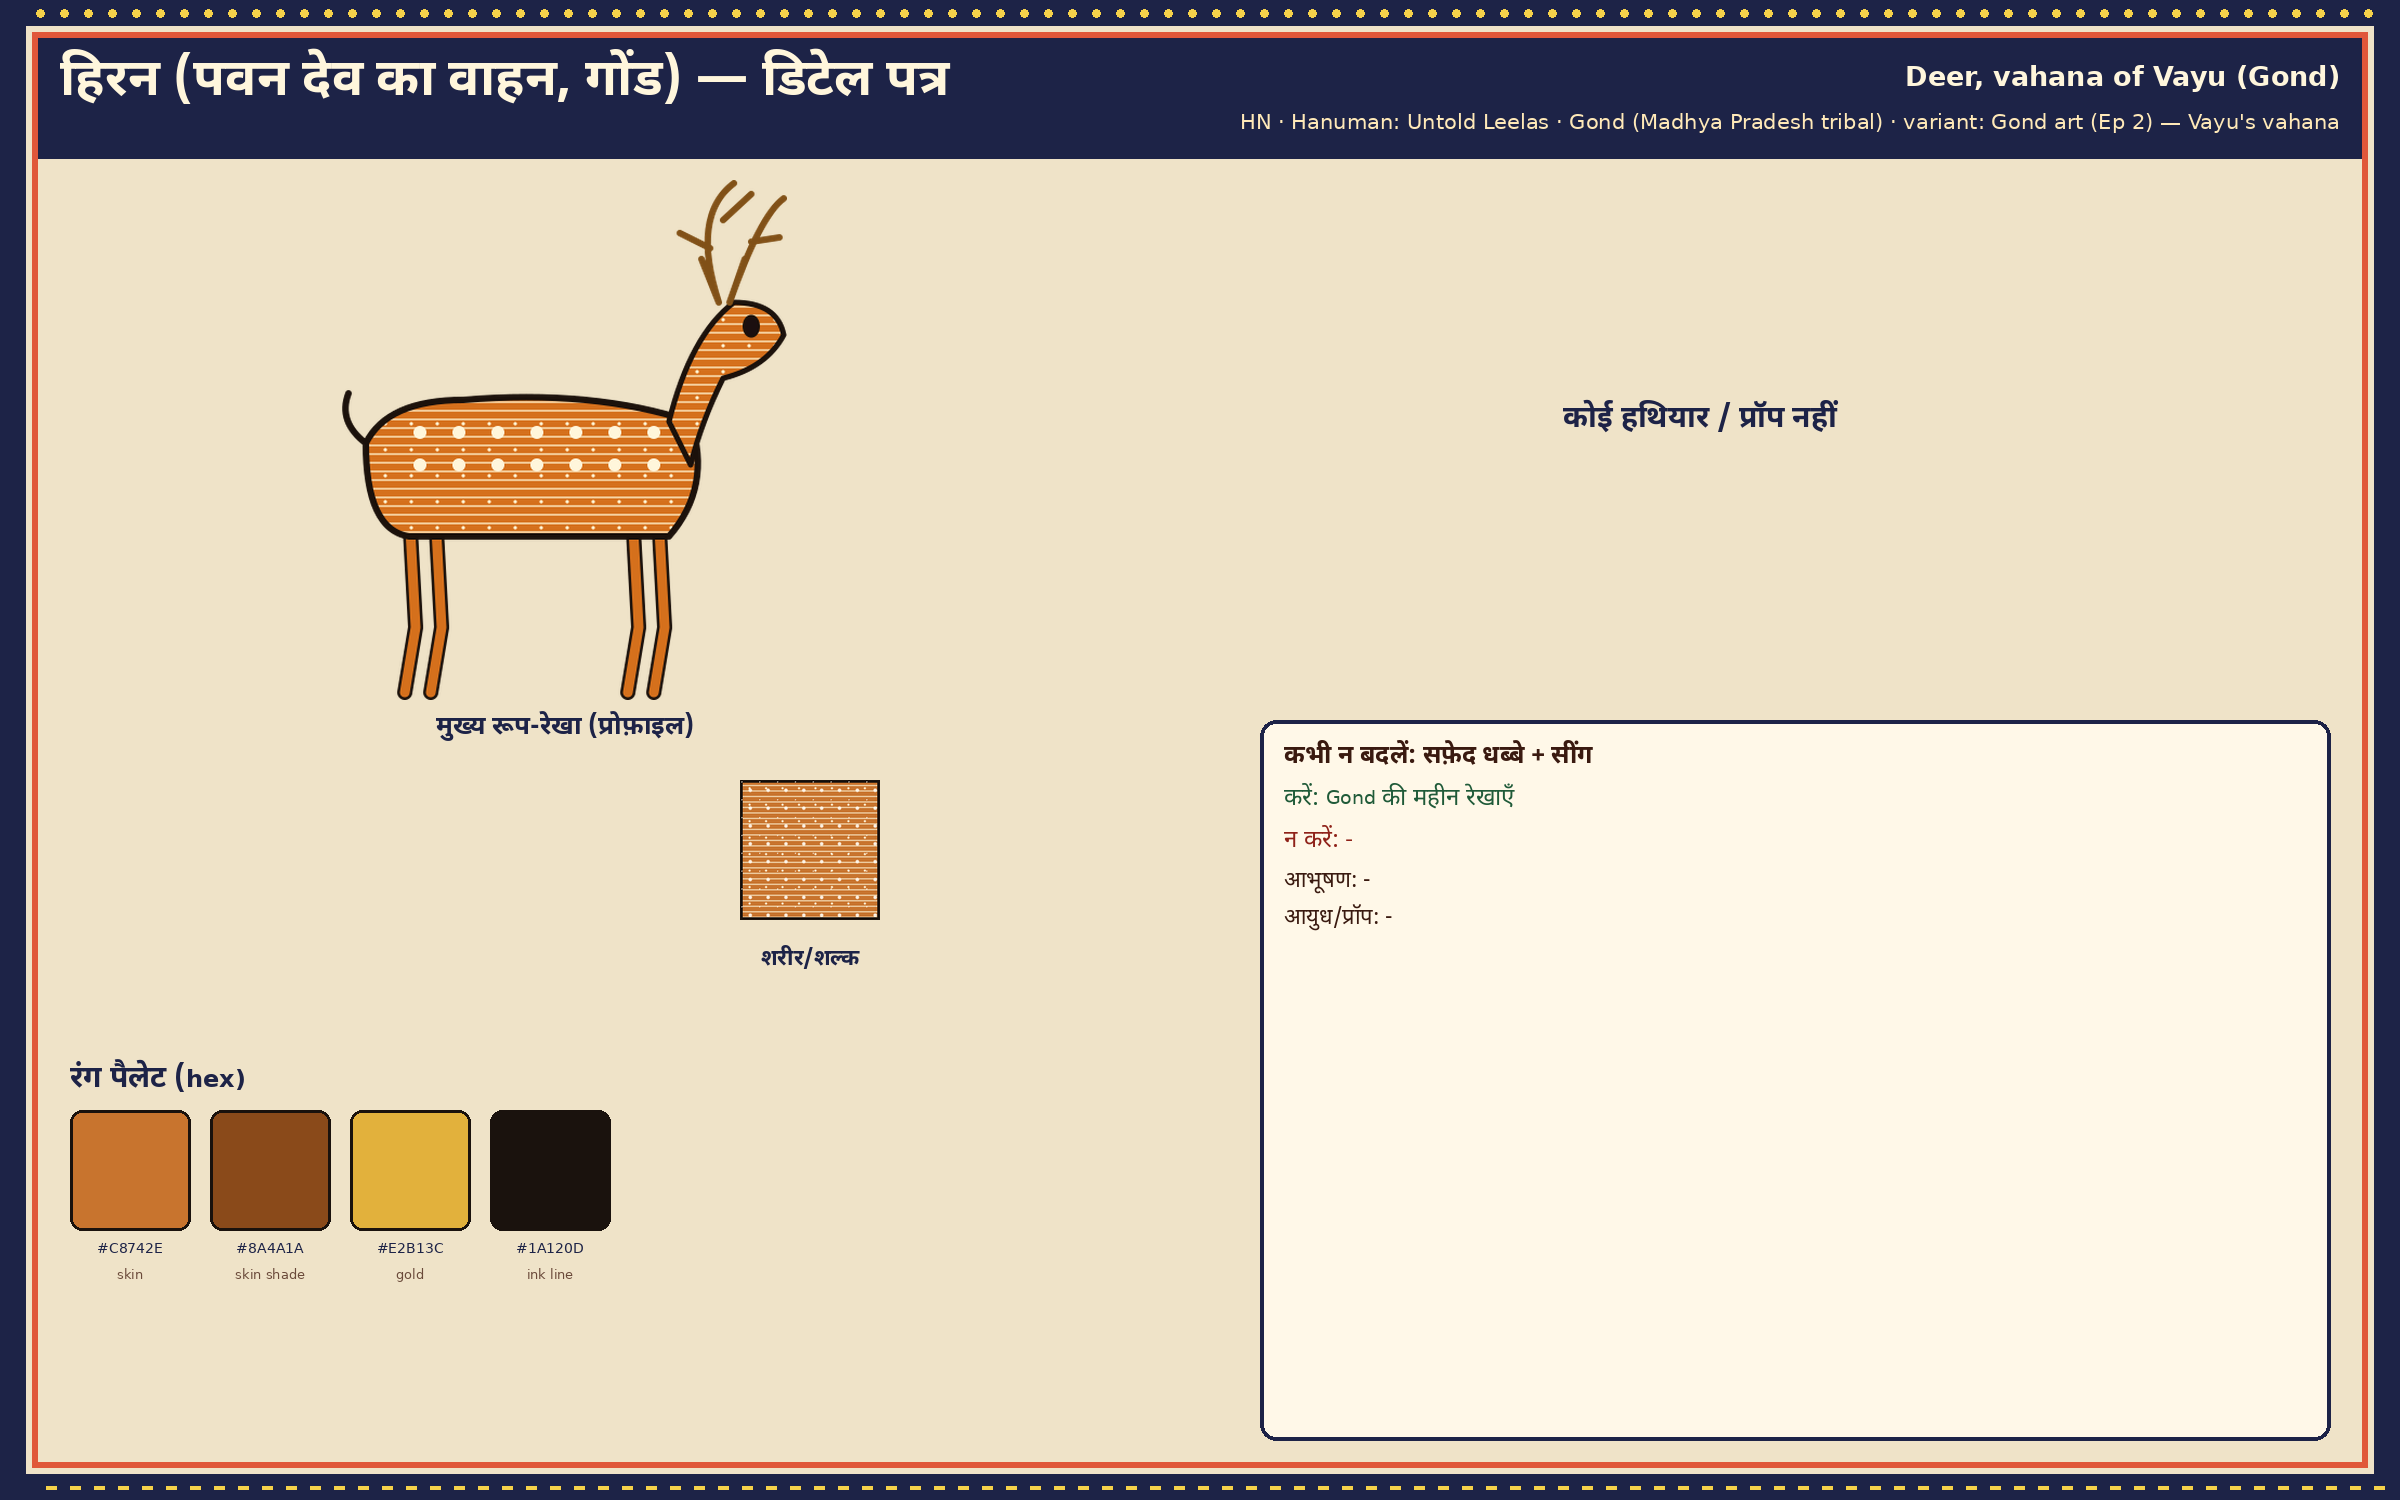 हिरन (पवन देव का वाहन, गोंड) — डिटेल पत्र
Deer, vahana of Vayu (Gond)
HN · Hanuman: Untold Leelas · Gond (Madhya Pradesh tribal) · variant: Gond art (Ep 2) — Vayu's vahana
कोई हथियार / प्रॉप नहीं
मुख्य रूप-रेखा (प्रोफ़ाइल)
कभी न बदलें: सफ़ेद धब्बे + सींग
करें: Gond की महीन रेखाएँ
न करें: -
आभूषण: -
आयुध/प्रॉप: -
शरीर/शल्क
रंग पैलेट (hex)
#C8742E #8A4A1A #E2B13C #1A120D
skin skin shade gold ink line